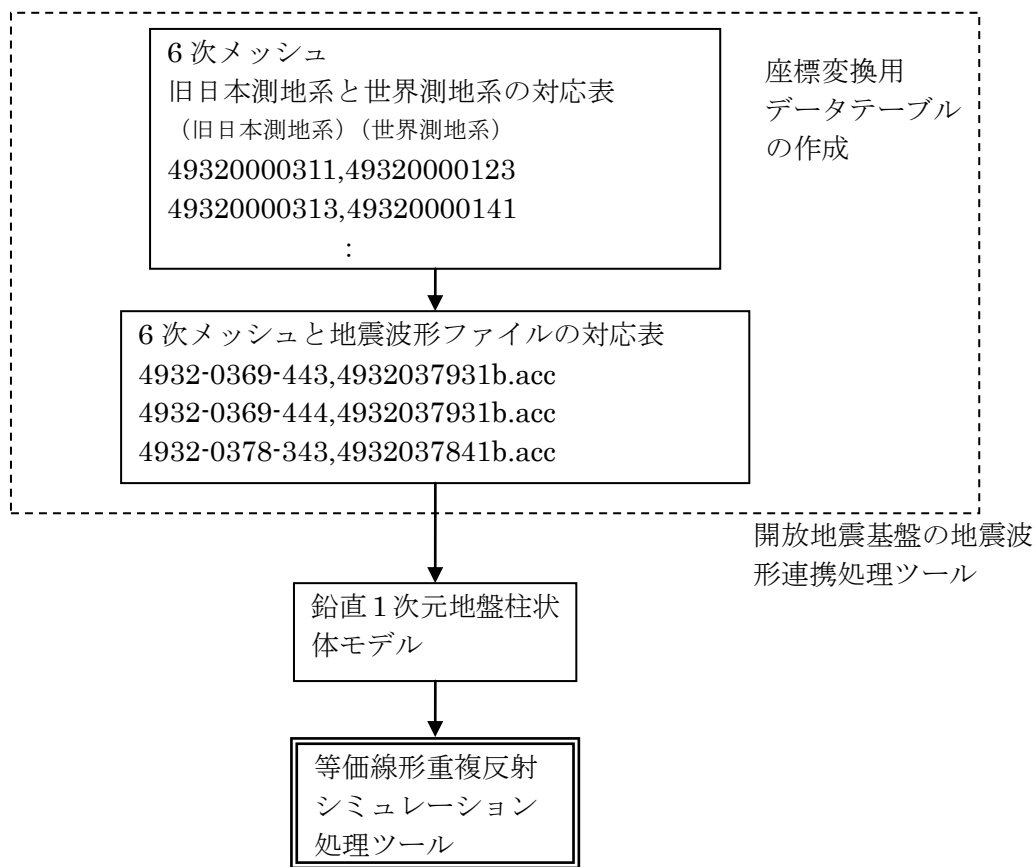 6次メッシュ
旧日本測地系と世界測地系の対応表
(旧日本測地系)(世界測地系)
49320000311,49320000123
49320000313,49320000141
:
座標変換用
データテーブル
の作成
6次メッシュと地震波形ファイルの対応表
4932-0369-443,4932037931b.acc
4932-0369-444,4932037931b.acc
4932-0378-343,4932037841b.acc
開放地震基盤の地震波
形連携処理ツール
鉛直1次元地盤柱状
体モデル
等価線形重複反射
シミュレーション
処理ツール